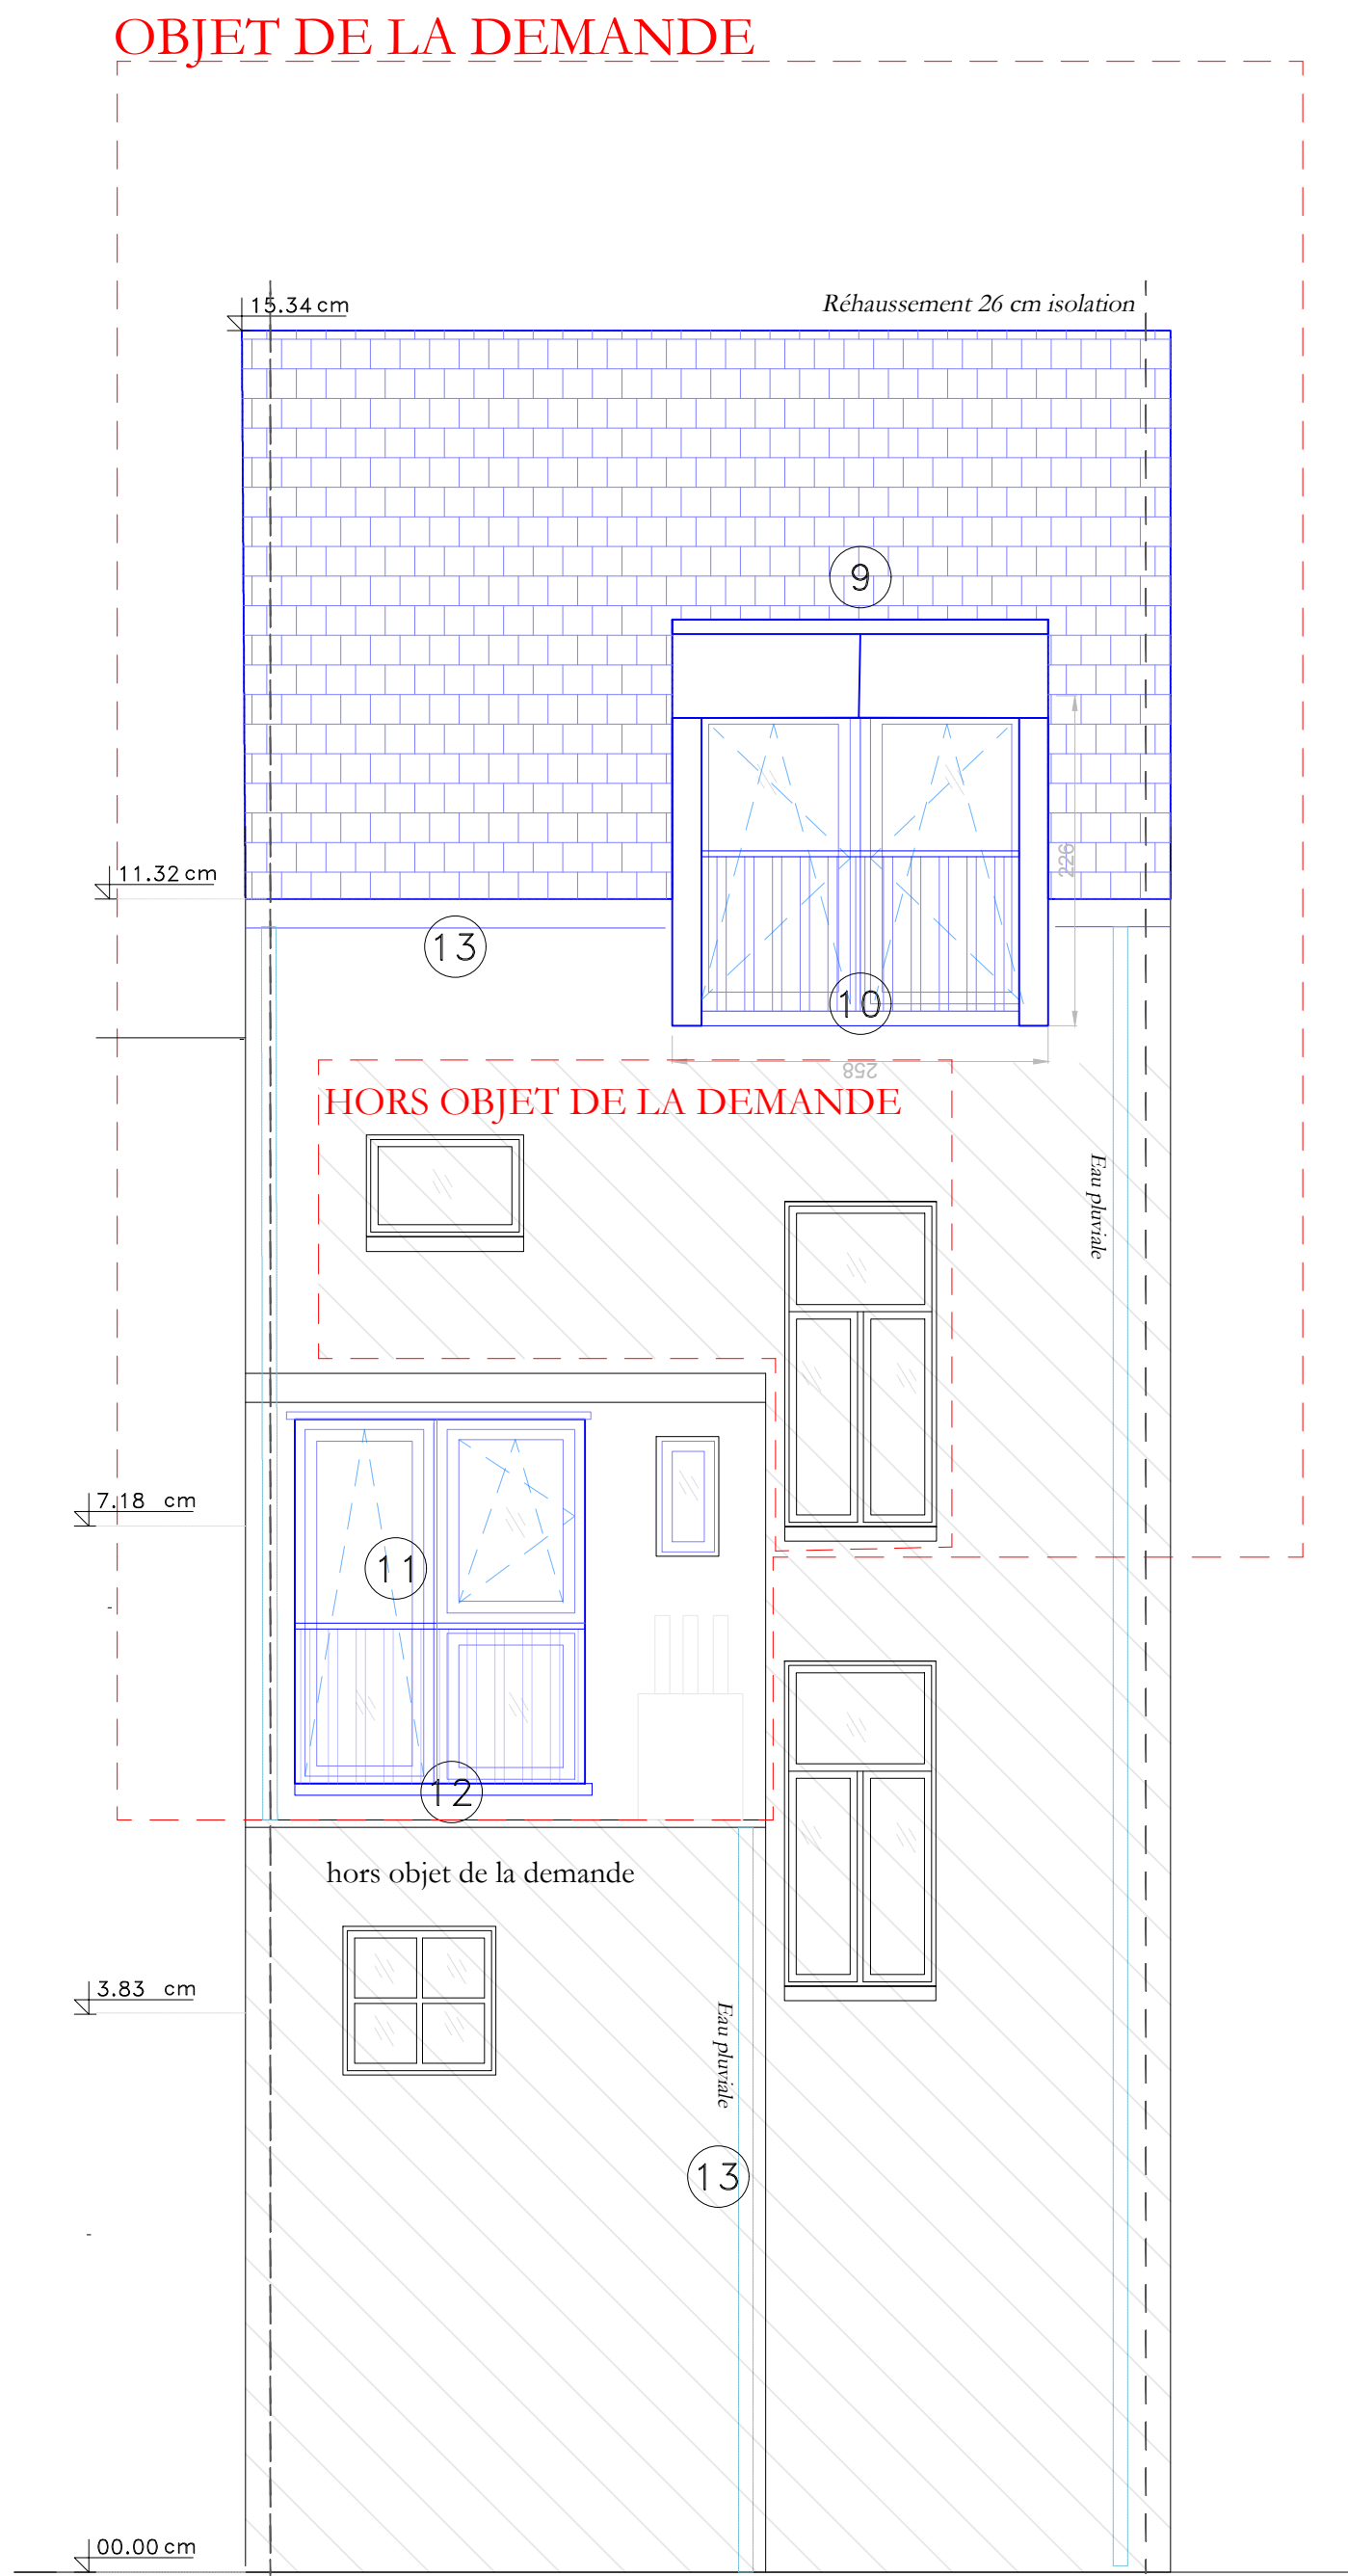 OBJET DE LA DEMANDE
15.34 cm
Réhaussement 26 cm isolation
9
11.32 cm
226
13
10
258
HORS OBJET DE LA DEMANDE
Eau pluviale
7.18 cm
11
12
hors objet de la demande
3.83 cm
Eau pluviale
13
00.00 cm